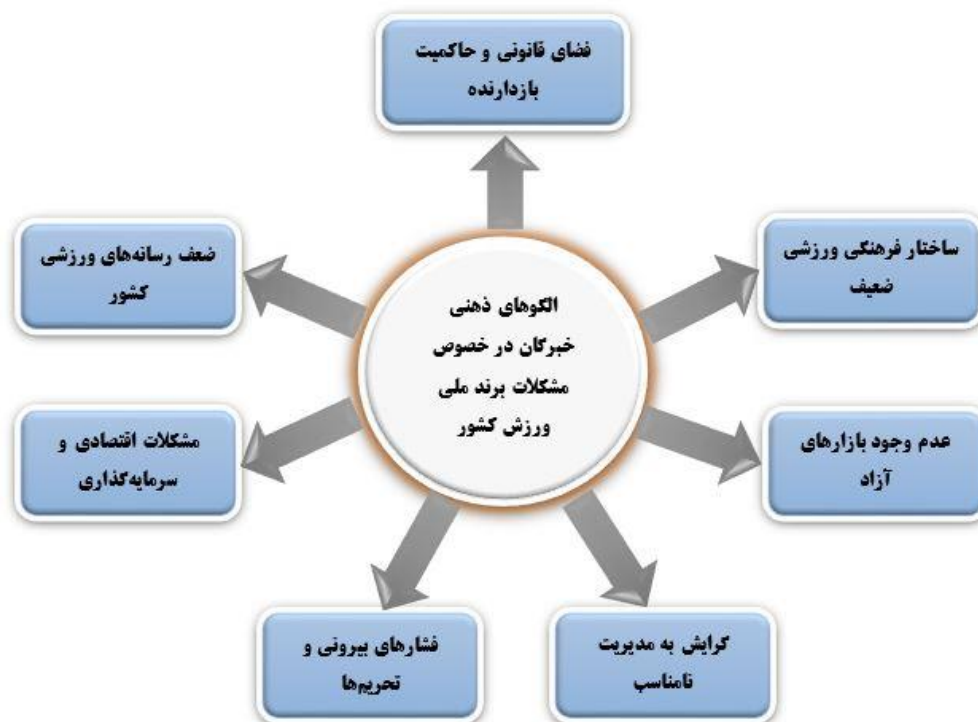 فضای قانونی و حاکمیت
بازدارنده
ساختار فرهنگی ورزشی
ضعیف
ضعف رسانه‌های ورزشی
کشور
الگوهای ذهنی
خبرگان در خصوص
مشکلات برند ملی
ورزش کشور
عدم وجود بازارهای
آزاد
مشکلات اقتصادی و
سرمایه‌گذاری
گرایش به مدیریت
نامناسب
فشارهای بیرونی و
تحریم‌ها